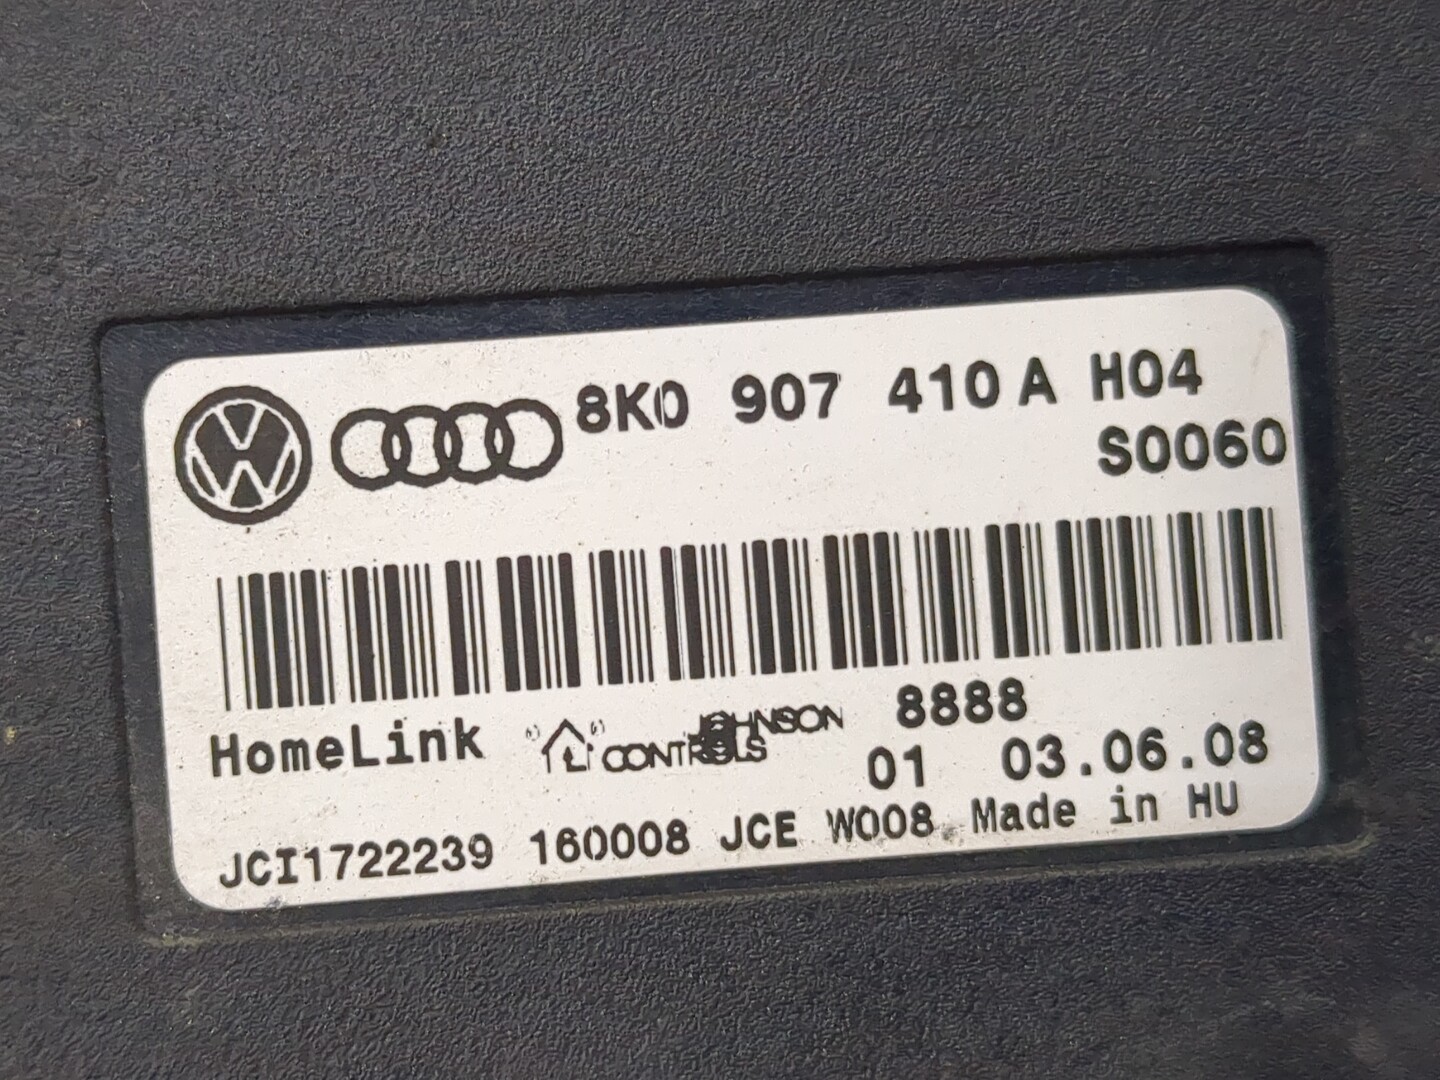 8K0 907 410 A H04
S0060
HomeLink JOHNSON CONTROLS 8888
01 03.06.08
JCI1722239 160008 JCE W008 Made in HU